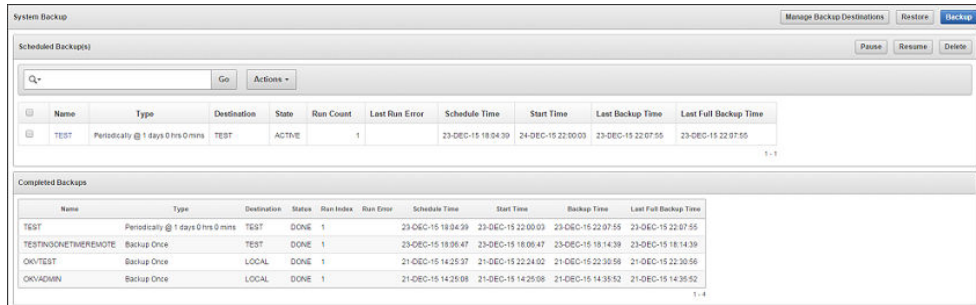 System Backup Manage Backup Destinations Restore Backup
Scheduled Backup(s) Pause Resume Delete
Go Actions
Name Type Destination State Run Count Last Run Error Schedule Time Start Time Last Backup Time Last Full Backup Time
TEST Periodically @ 1 days 0 hrs 0 mins TEST ACTIVE 1 23-DEC-15 18:04:39 24-DEC-15 22:00:03 23-DEC-15 22:07:55 23-DEC-15 22:07:55
1 - 1
Completed Backups
Name Type Destination Status Run Index Run Error Schedule Time Start Time Backup Time Last Full Backup Time
TEST Periodically @ 1 days 0 hrs 0 mins TEST DONE 1 23-DEC-15 18:04:39 23-DEC-15 22:00:03 23-DEC-15 22:07:55 23-DEC-15 22:07:55
TESTINGONETIMEREMOTE Backup Once TEST DONE 1 23-DEC-15 18:06:47 23-DEC-15 18:06:47 23-DEC-15 18:14:39 23-DEC-15 18:14:39
OKVTEST Backup Once LOCAL DONE 1 21-DEC-15 14:25:37 21-DEC-15 22:24:02 21-DEC-15 22:30:56 21-DEC-15 22:30:56
OKVADMIN Backup Once LOCAL DONE 1 21-DEC-15 14:25:08 21-DEC-15 14:25:08 21-DEC-15 14:35:52 21-DEC-15 14:35:52
1 - 4